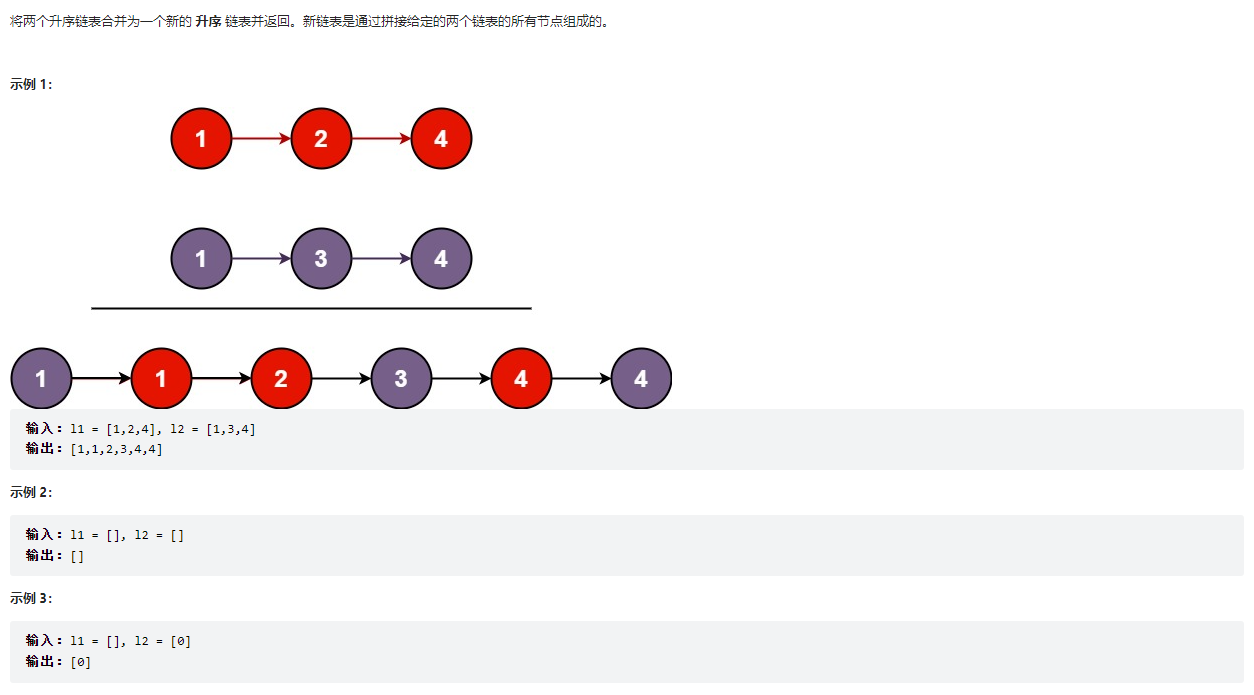 将两个升序链表合并为一个新的 升序 链表并返回。新链表是通过拼接给定的两个链表的所有节点组成的。
示例 1：
1 2 4
1 3 4
1 1 2 3 4 4
输入：l1 = [1,2,4], l2 = [1,3,4]
输出：[1,1,2,3,4,4]
示例 2：
输入：l1 = [], l2 = []
输出：[]
示例 3：
输入：l1 = [], l2 = [0]
输出：[0]